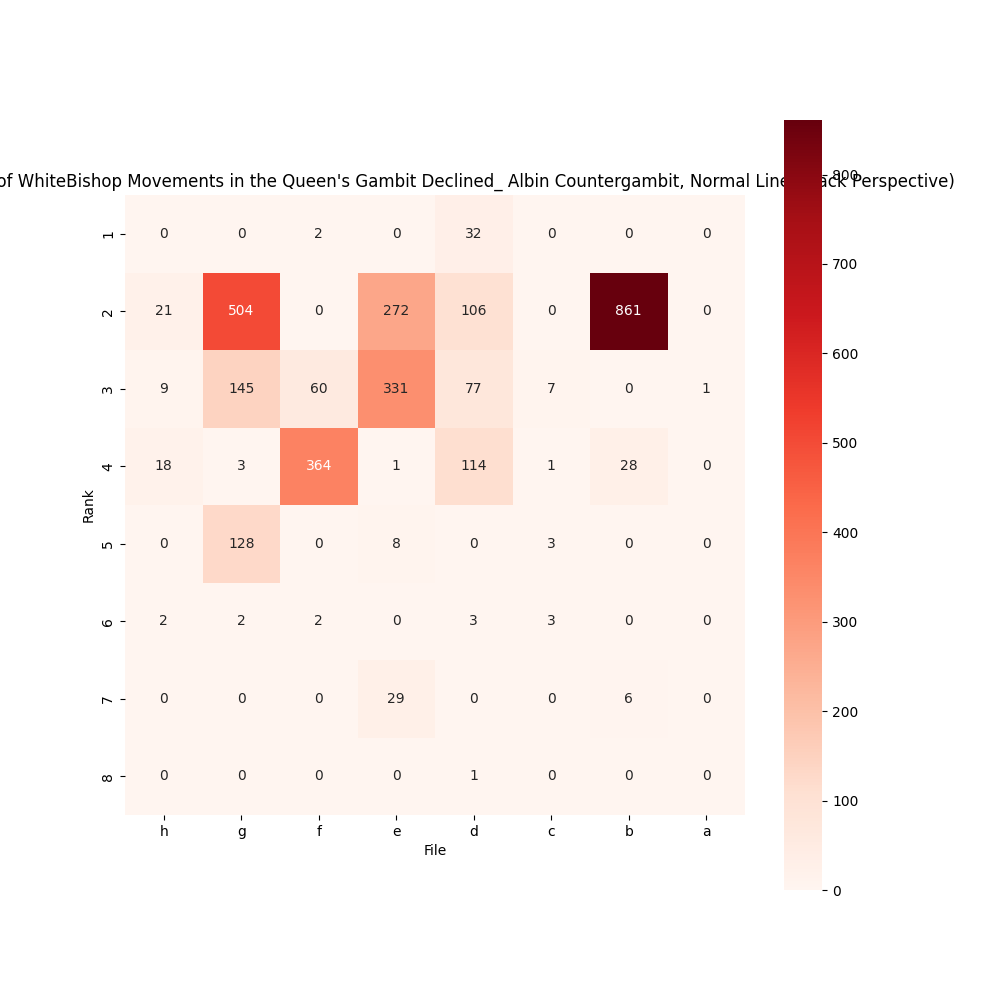 of WhiteBishop Movements in the Queen's Gambit Declined_ Albin Countergambit, Normal Line Perspective)
1 0 0 2 0 32 0 0 0
2 21 504 0 272 106 0 861 0
3 9 145 60 331 77 7 0 1
4 18 3 364 1 114 1 28 0
5 0 128 0 8 0 3 0 0
6 2 2 2 0 3 3 0 0
7 0 0 0 29 0 0 6 0
8 0 0 0 0 1 0 0 0
h g f e d c b a
File
Rank
800
700
600
500
400
300
200
100
0